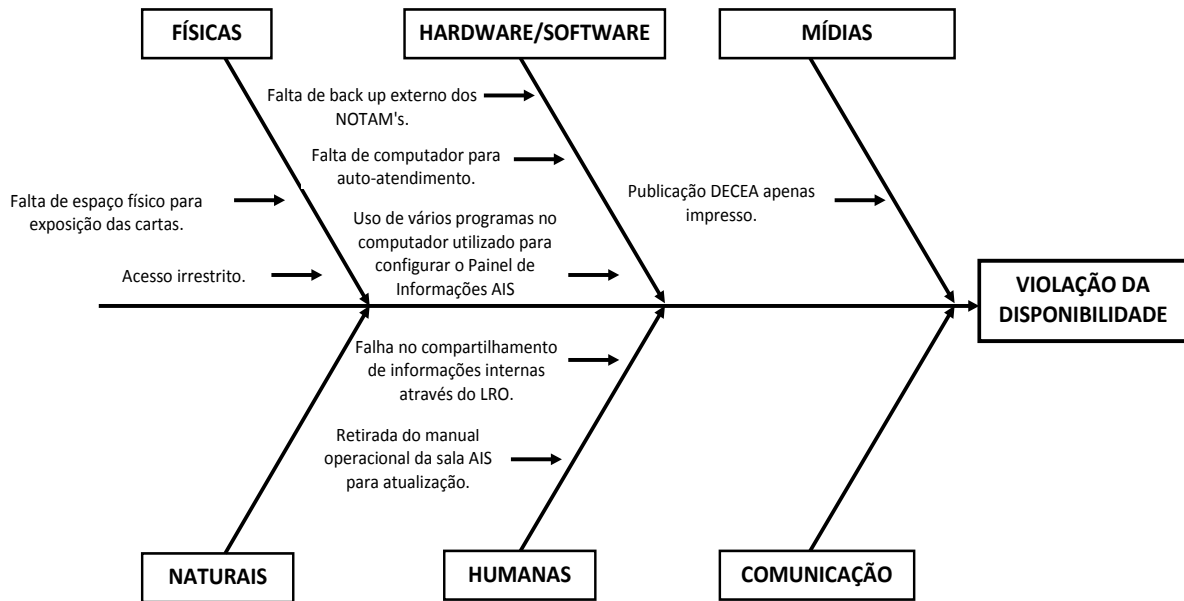 FÍSICAS
HARDWARE/SOFTWARE
MÍDIAS
Falta de back up externo dos
NOTAM's.
Falta de computador para
auto-atendimento.
Falta de espaço físico para
exposição das cartas.
Uso de vários programas no
computador utilizado para
configurar o Painel de
Informações AIS
Publicação DECEA apenas
impresso.
Acesso irrestrito.
VIOLAÇÃO DA
DISPONIBILIDADE
Falha no compartilhamento
de informações internas
através do LRO.
Retirada do manual
operacional da sala AIS
para atualização.
NATURAIS
HUMANAS
COMUNICAÇÃO